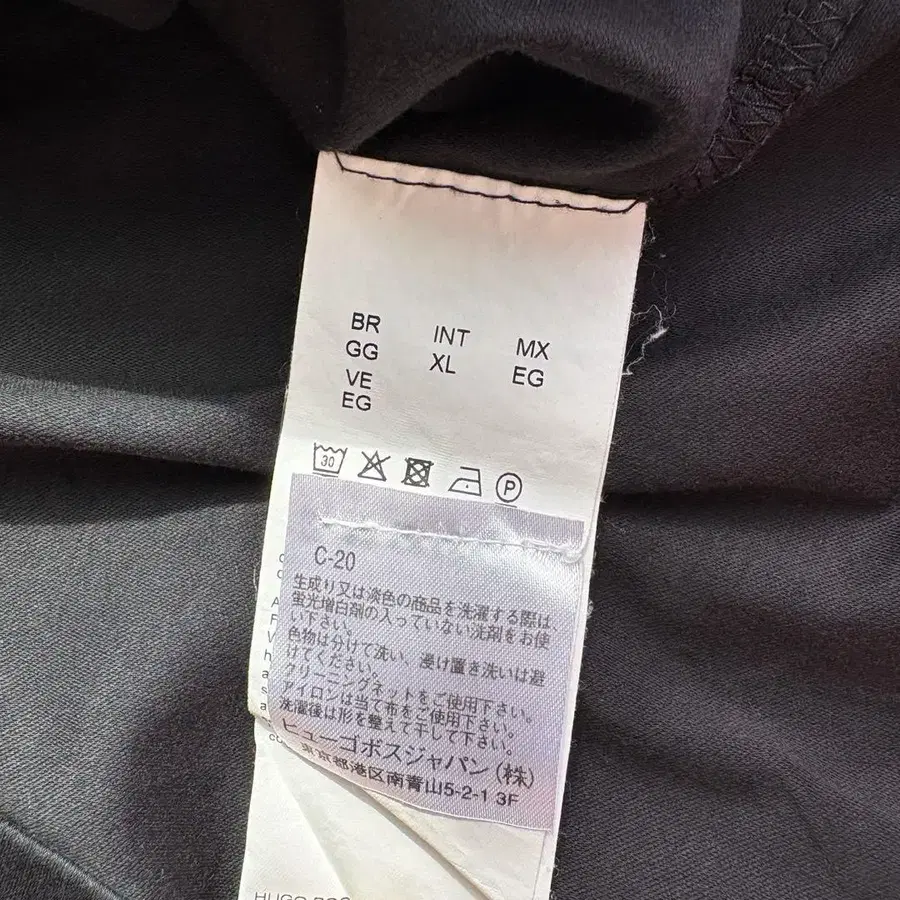 BR
GG
VE
EG
INT
XL
MX
EG
30
P
C-20
生成り又は淡色の商品を洗濯する際は
蛍光増白剤の入っていない洗剤をお使
い下さい。
色物は分けて洗い、浸け置き洗いは避
けてください。
クリーニングネットをご使用下さい。
アイロンは当て布をご使用下さい。
洗濯後は形を整えて干して下さい。
ヒューゴボスジャパン(株)
東京都港区南青山5-2-1 3F
HUGO